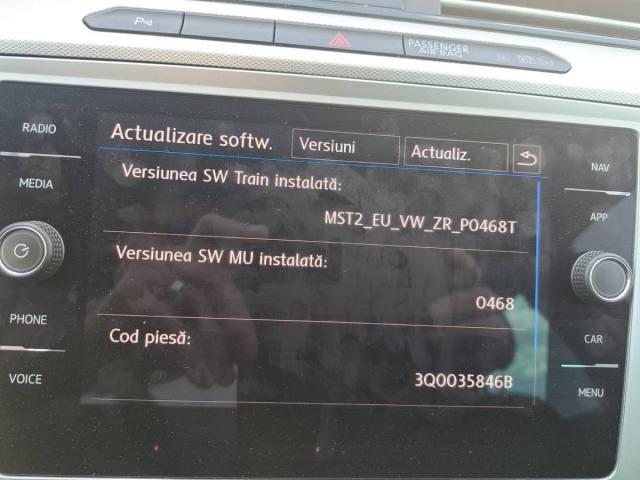 P
PASSENGER
AIR BAG
RADIO
MEDIA
PHONE
VOICE
Actualizare softw.
Versiuni
Actualiz.
Versiunea SW Train instalată:
MST2_EU_VW_ZR_P0468T
Versiunea SW MU instalată:
0468
Cod piesă:
3Q0035846B
NAV
APP
CAR
MENU